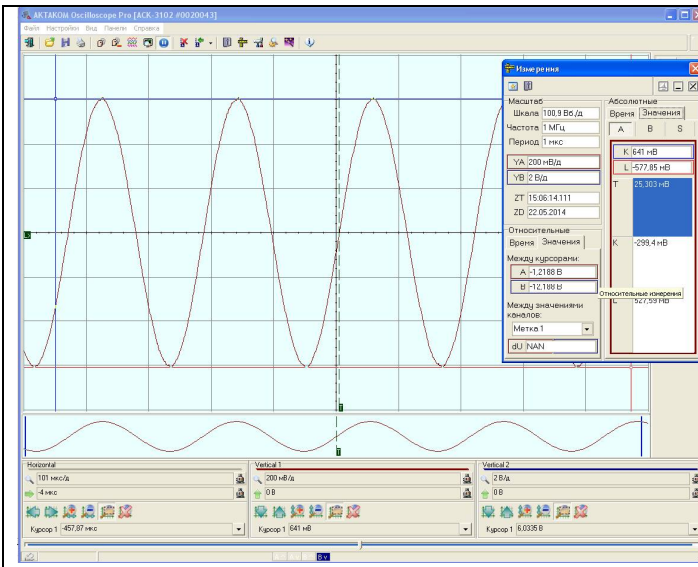 AKTAKOM Oscilloscope Pro [ACK-3102 #0020043]
Файл Настройки Вид Панели Справка
Измерения
Масштаб
Шкала 100,9 Вб./д
Частота 1 МГц
Период 1 мкс
YA 200 мВ/д
YB 2 В/д
ZT 15:06:14.111
ZD 22.05.2014
Относительные
Время Значения
Между курсорами:
A -1,2188 В
B -12,188 В
Между значениями
каналов:
Метка 1
dU NAN
Абсолютные
Время Значения
A B S
K 641 мВ
L -577,85 мВ
T 25,303 мВ
K -299,4 мВ
Относительные измерения
L 527,59 мВ
T
T
Horizontal
101 мкс/д
-4 мкс
Курсор 1 -457,87 мкс
Vertical 1
200 мВ/д
0 В
Курсор 1 641 мВ
Vertical 2
2 В/д
0 В
Курсор 1 6,0335 В